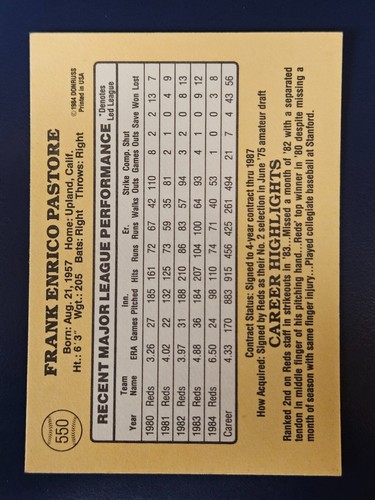 550
©1984 DONRUSS
Printed in USA
FRANK ENRICO PASTORE
Born: Aug. 21, 1957 Home: Upland, Calif.
Ht.: 6'3" Wgt.: 205 Bats: Right Throws: Right
RECENT MAJOR LEAGUE PERFORMANCE
*Denotes
Led League
Team Inn. Er. Strike Comp. Shut
Year Name ERA Games Pitched Hits Runs Runs Walks Outs Games Outs Save Won Lost
1980 Reds 3.26 27 185 161 72 67 42 110 8 2 2 13 7
1981 Reds 4.02 22 132 125 73 59 35 81 2 1 0 4 9
1982 Reds 3.97 31 188 210 86 83 57 94 3 2 0 8 13
1983 Reds 4.88 36 184 207 104 100 64 93 4 1 0 9 12
1984 Reds 6.50 24 98 110 74 71 40 53 1 0 3 8
Career 4.33 170 883 915 456 425 261 494 21 7 4 43 56
Contract Status: Signed to 4-year contract thru 1987
How Acquired: Signed by Reds as their No. 2 selection in June '75 amateur draft
CAREER HIGHLIGHTS
Ranked 2nd on Reds staff in strikeouts in '83...Missed a month of '82 with a separated
tendon in middle finger of his pitching hand...Reds' top winner in '80 despite missing a
month of season with same finger injury...Played collegiate baseball at Stanford.